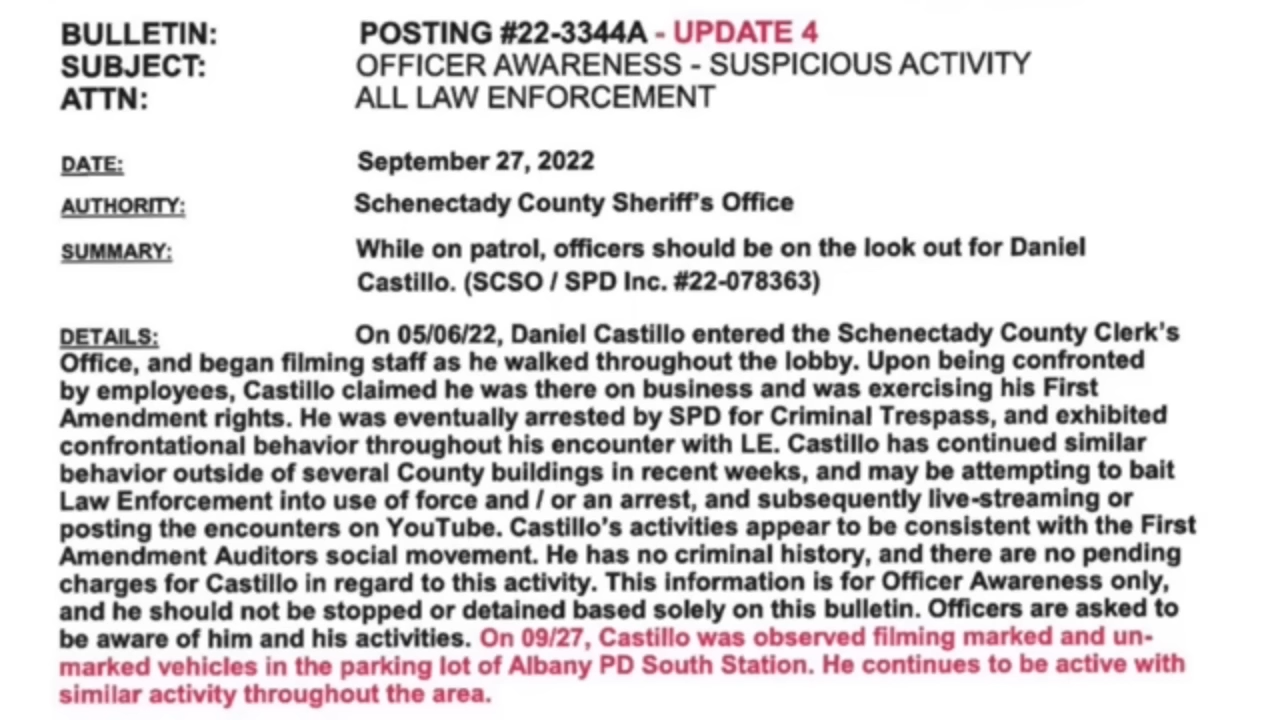 BULLETIN: POSTING #22-3344A - UPDATE 4
SUBJECT: OFFICER AWARENESS - SUSPICIOUS ACTIVITY
ATTN: ALL LAW ENFORCEMENT
DATE: September 27, 2022
AUTHORITY: Schenectady County Sheriff's Office
SUMMARY: While on patrol, officers should be on the look out for Daniel
Castillo. (SCSO / SPD Inc. #22-078363)
DETAILS: On 05/06/22, Daniel Castillo entered the Schenectady County Clerk's
Office, and began filming staff as he walked throughout the lobby. Upon being confronted
by employees, Castillo claimed he was there on business and was exercising his First
Amendment rights. He was eventually arrested by SPD for Criminal Trespass, and exhibited
confrontational behavior throughout his encounter with LE. Castillo has continued similar
behavior outside of several County buildings in recent weeks, and may be attempting to bait
Law Enforcement into use of force and / or an arrest, and subsequently live-streaming or
posting the encounters on YouTube. Castillo's activities appear to be consistent with the First
Amendment Auditors social movement. He has no criminal history, and there are no pending
charges for Castillo in regard to this activity. This information is for Officer Awareness only,
and he should not be stopped or detained based solely on this bulletin. Officers are asked to
be aware of him and his activities. On 09/27, Castillo was observed filming marked and un-
marked vehicles in the parking lot of Albany PD South Station. He continues to be active with
similar activity throughout the area.